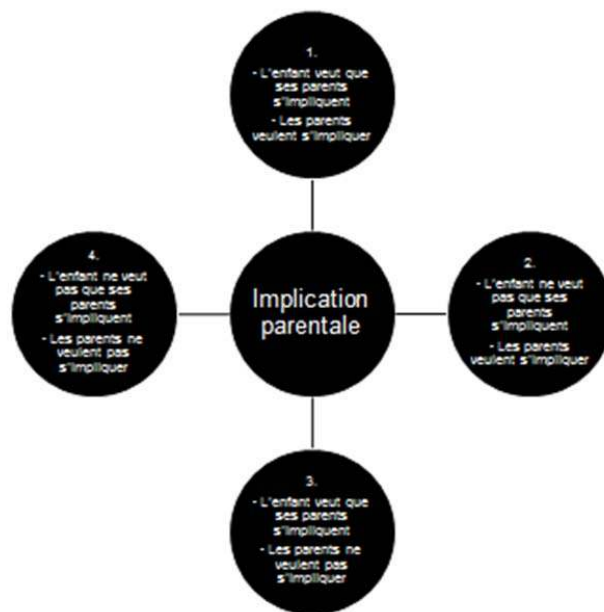 1.
- L'enfant veut que
ses parents
s'impliquent
- Les parents
veulent s'impliquer
4.
- L'enfant ne veut
pas que ses
parents
s'impliquent
- Les parents ne
veulent pas
s'impliquer
Implication
parentale
2.
- L'enfant ne veut
pas que ses
parents
s'impliquent
- Les parents
veulent s'impliquer
3.
- L'enfant veut que
ses parents
s'impliquent
- Les parents ne
veulent pas
s'impliquer